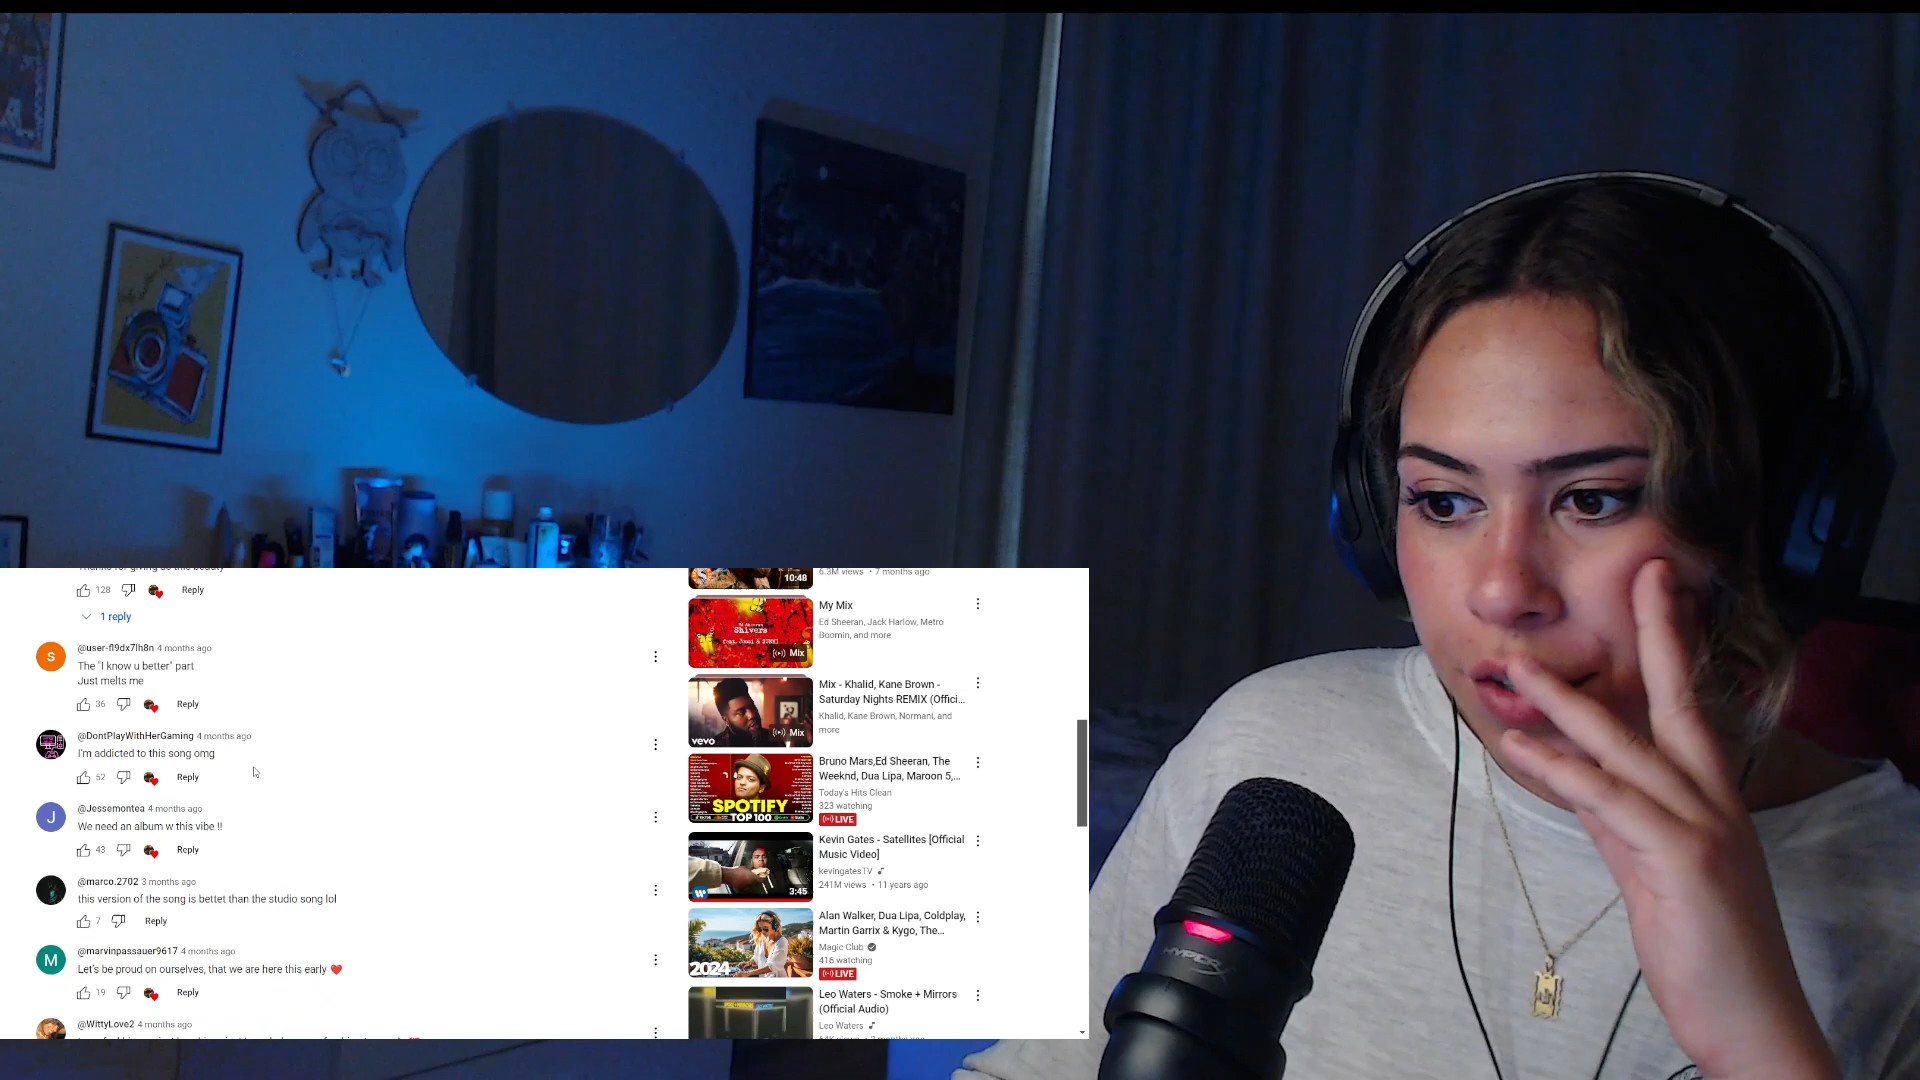 128 Reply
1 reply
@user-fl9dx7lh8n 4 months ago
The "I know u better" part
Just melts me
36 Reply
@DontPlayWithHerGaming 4 months ago
I'm addicted to this song omg
52 Reply
@Jessemontea 4 months ago
We need an album w this vibe !!
43 Reply
@marco.2702 3 months ago
this version of the song is bettet than the studio song lol
7 Reply
@marvinpassauer9617 4 months ago
Let's be proud on ourselves, that we are here this early ❤️
19 Reply
@WittyLove2 4 months ago
S
J
M
10:48
6.3M views • 7 months ago
Ed Sheeran
Shivers
Mix
My Mix
Ed Sheeran, Jack Harlow, Metro
Boomin, and more
vevo
Mix
Mix - Khalid, Kane Brown -
Saturday Nights REMIX (Offici...
Khalid, Kane Brown, Normani, and
more
SPOTIFY
TOP 100
Bruno Mars,Ed Sheeran, The
Weeknd, Dua Lipa, Maroon 5,...
Today's Hits Clean
323 watching
LIVE
3:45
Kevin Gates - Satellites [Official
Music Video]
kevingatesTV
241M views • 11 years ago
2024
Alan Walker, Dua Lipa, Coldplay,
Martin Garrix & Kygo, The...
Magic Club
416 watching
LIVE
Leo Waters - Smoke + Mirrors
(Official Audio)
Leo Waters
HYPERX